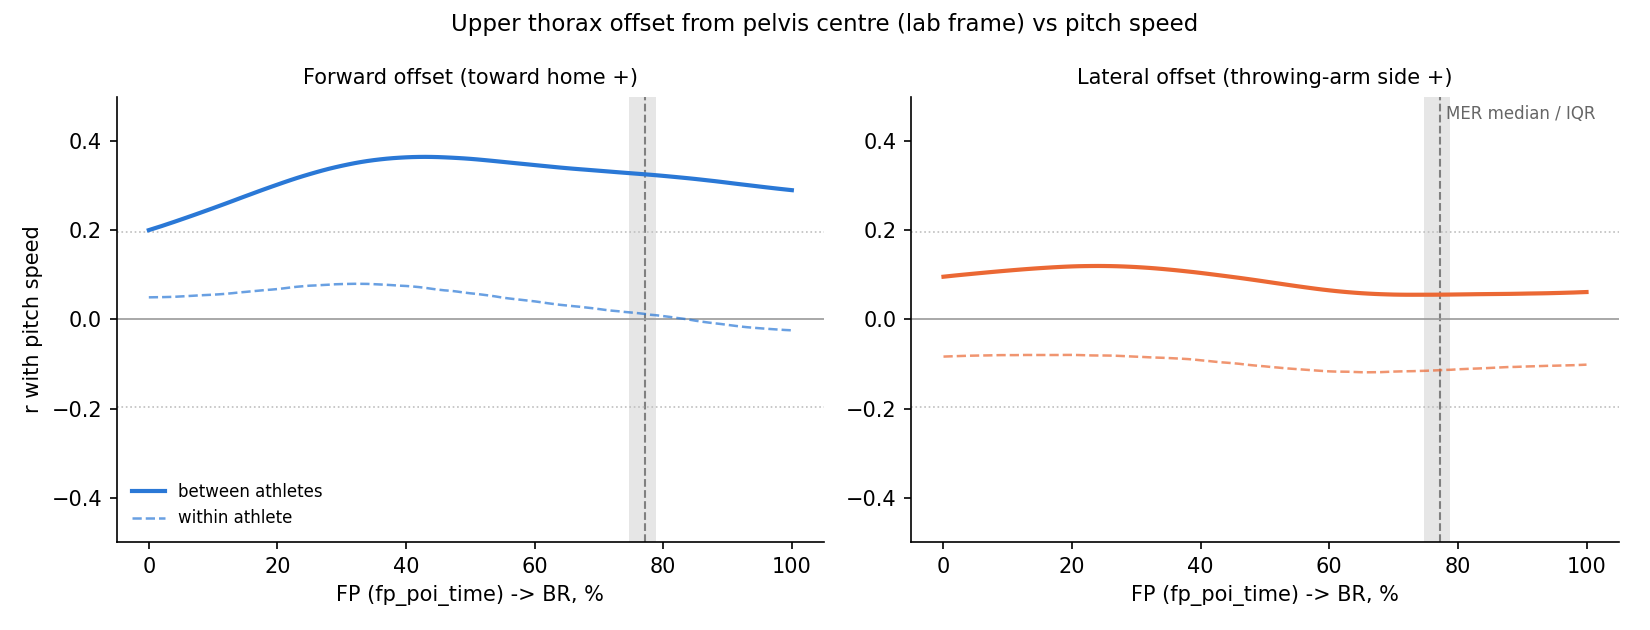 Upper thorax offset from pelvis centre (lab frame) vs pitch speed
Forward offset (toward home +)
r with pitch speed
0.4
0.2
0.0
−0.2
−0.4
between athletes
within athlete
0 20 40 60 80 100
FP (fp_poi_time) -> BR, %
Lateral offset (throwing-arm side +)
MER median / IQR
0.4
0.2
0.0
−0.2
−0.4
0 20 40 60 80 100
FP (fp_poi_time) -> BR, %